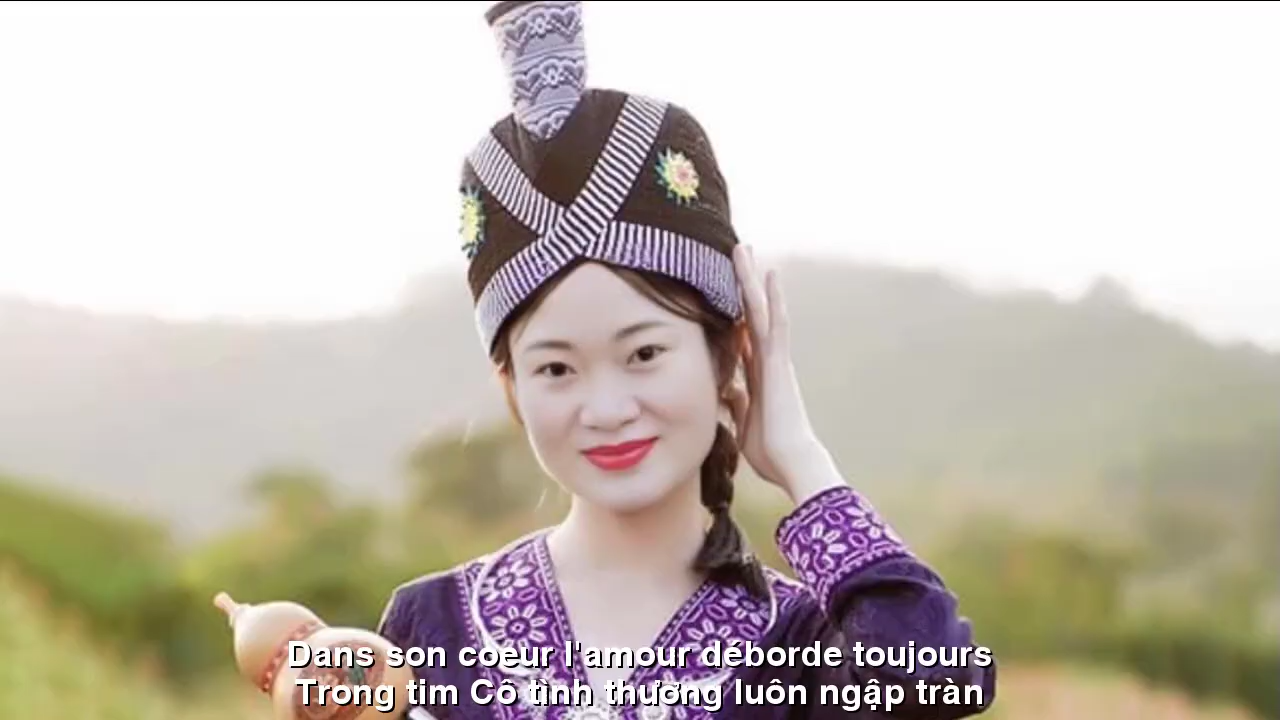 Dans son coeur l'amour déborde toujours
Trong tim Cô tình thương luôn ngập tràn